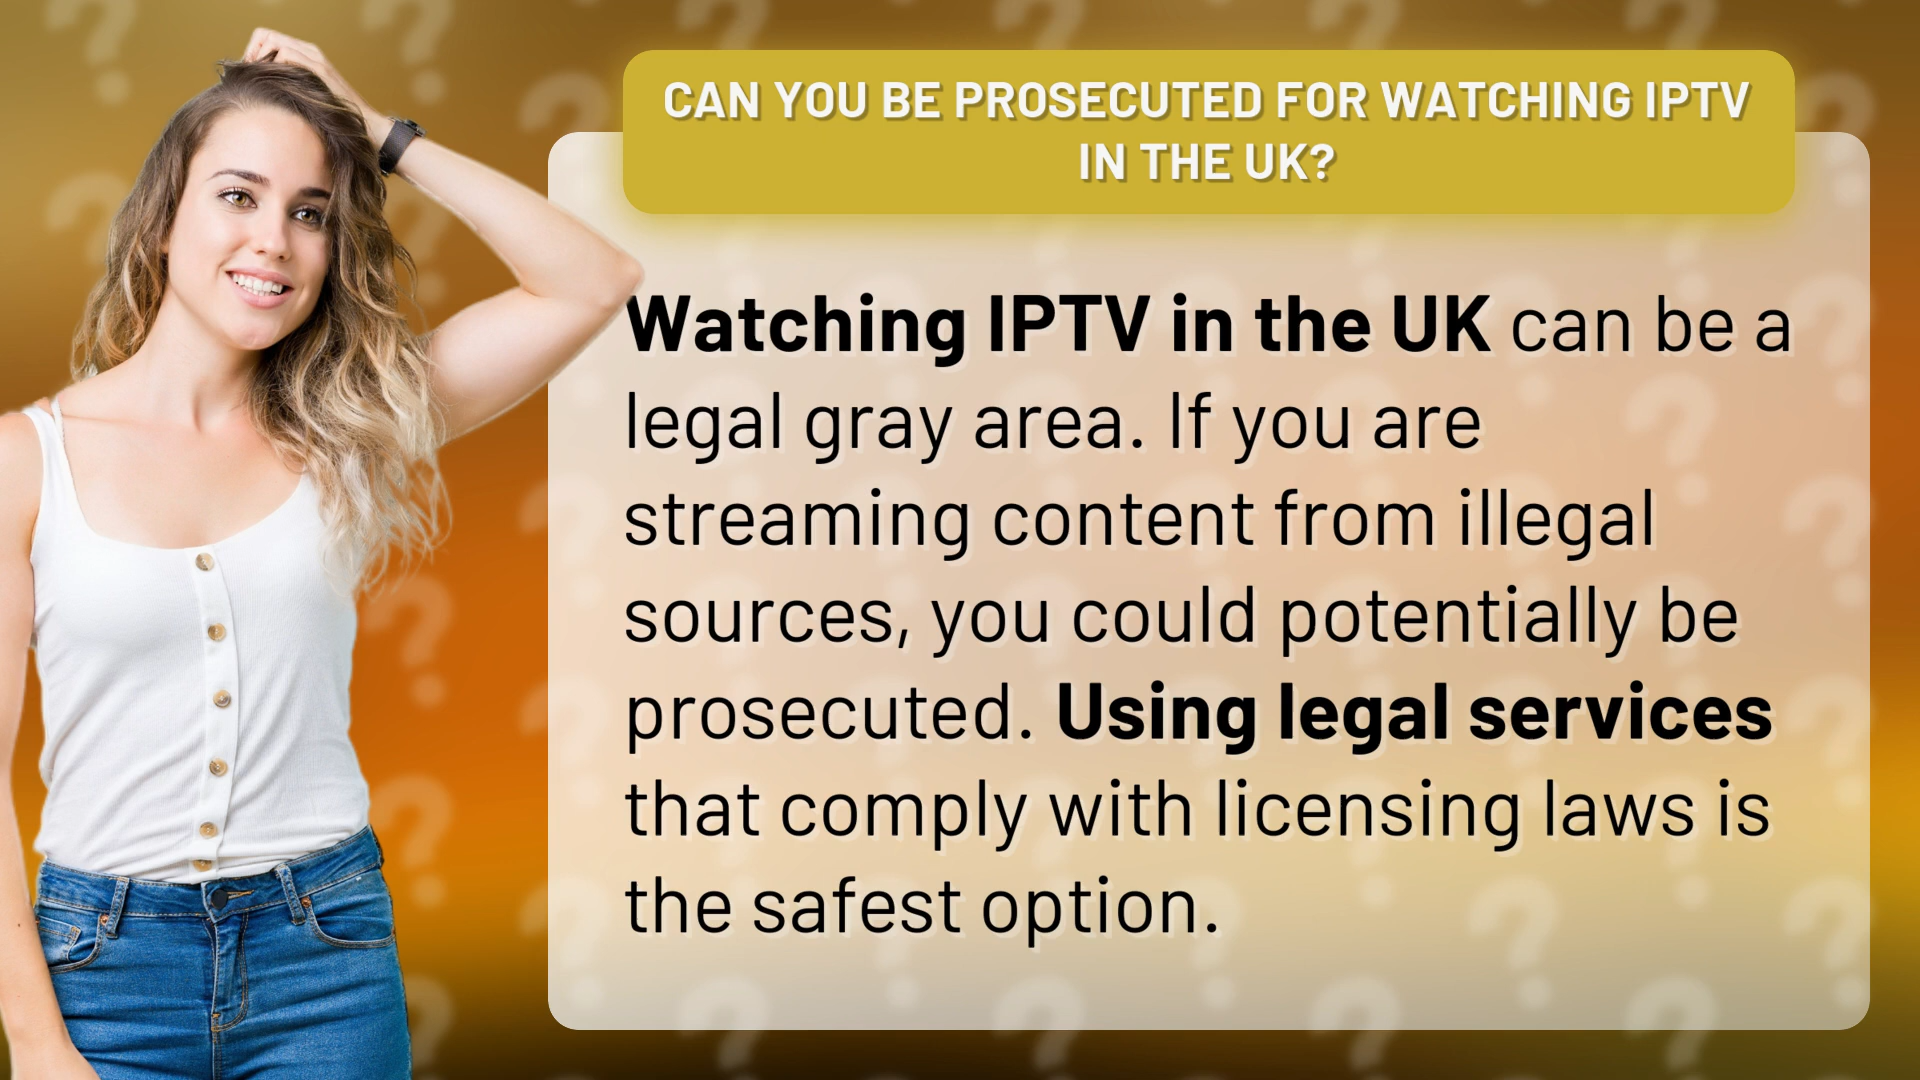 CAN YOU BE PROSECUTED FOR WATCHING IPTV
IN THE UK?
Watching IPTV in the UK can be a
legal gray area. If you are
streaming content from illegal
sources, you could potentially be
prosecuted. Using legal services
that comply with licensing laws is
the safest option.